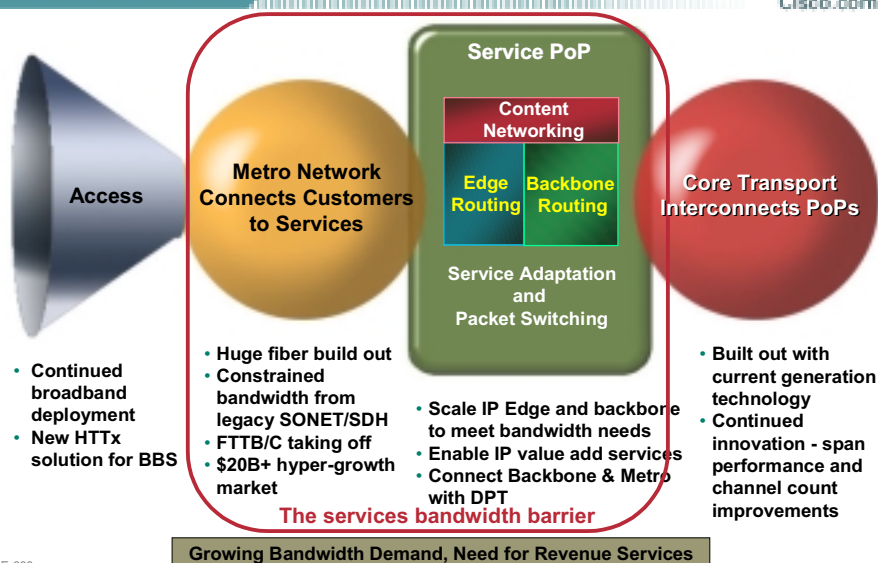 Cisco.com
Service PoP
Content
Networking
Edge
Routing
Backbone
Routing
Service Adaptation
and
Packet Switching
Access
Metro Network
Connects Customers
to Services
Core Transport
Interconnects PoPs
• Continued
broadband
deployment
• New HTTx
solution for BBS
• Huge fiber build out
• Constrained
bandwidth from
legacy SONET/SDH
• FTTB/C taking off
• $20B+ hyper-growth
market
• Scale IP Edge and backbone
to meet bandwidth needs
• Enable IP value add services
• Connect Backbone & Metro
with DPT
• Built out with
current generation
technology
• Continued
innovation - span
performance and
channel count
improvements
The services bandwidth barrier
Growing Bandwidth Demand, Need for Revenue Services